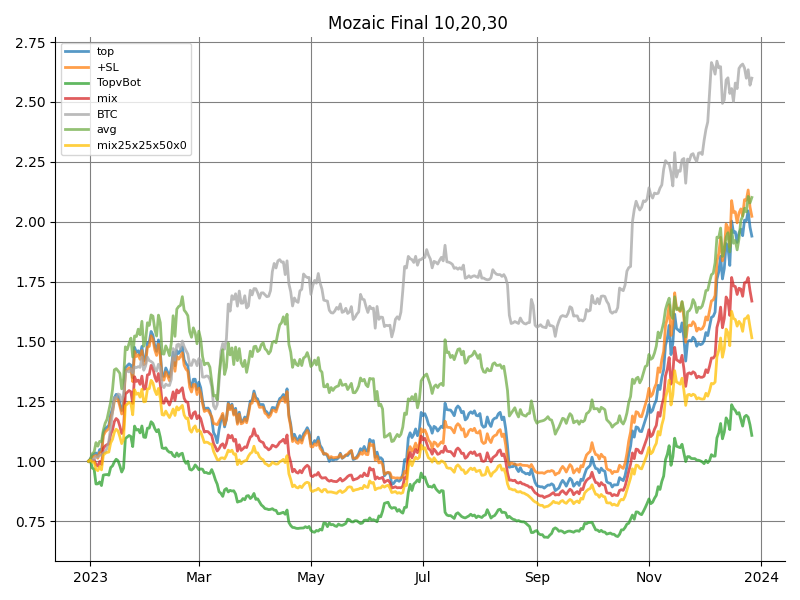 Mozaic Final 10,20,30
top
+SL
TopvBot
mix
BTC
avg
mix25x25x50x0
2.75
2.50
2.25
2.00
1.75
1.50
1.25
1.00
0.75
2023 Mar May Jul Sep Nov 2024